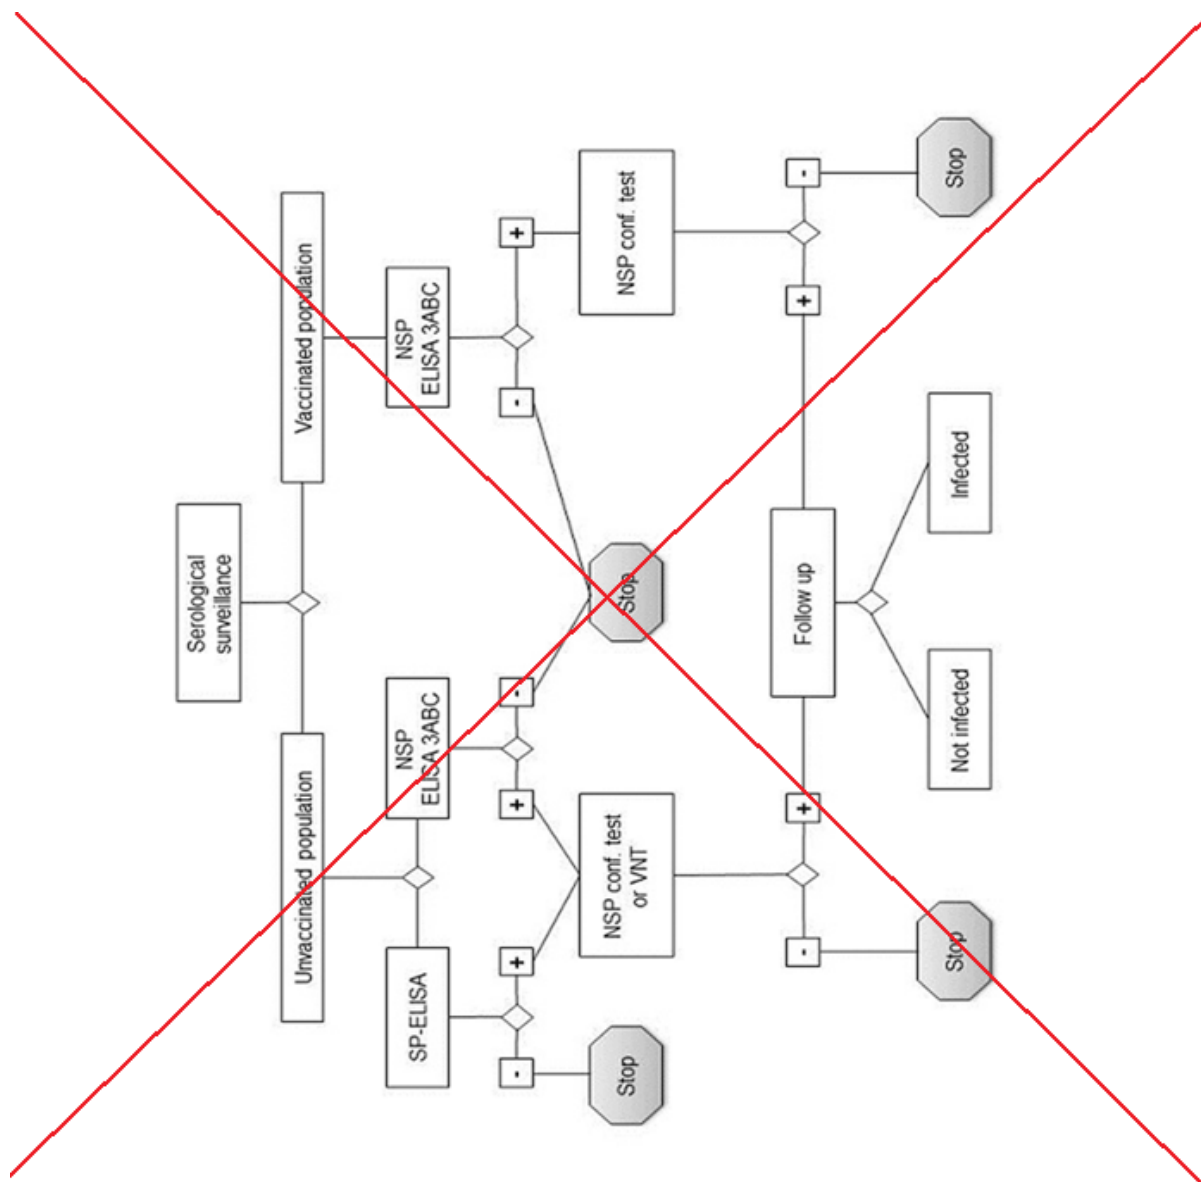 Serological
surveillance
Unvaccinated population
Vaccinated population
SP-ELISA
NSP
ELISA 3ABC
NSP
ELISA 3ABC
-
+
+
-
-
+
Stop
NSP conf. test
or VNT
Stop
NSP conf. test
-
+
Follow up
+
-
Stop
Not infected
Infected
Stop